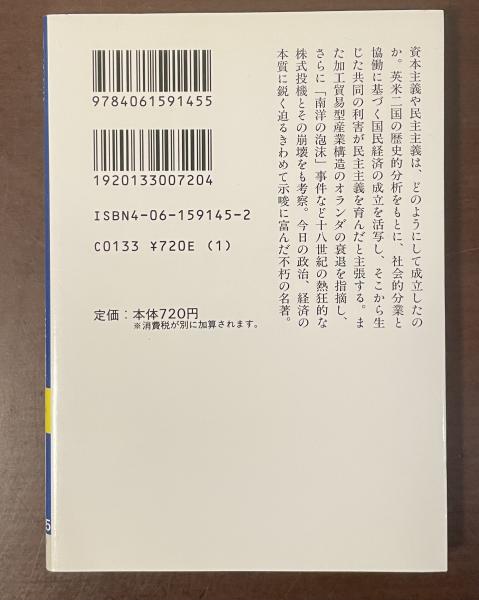 9784061591455
1920133007204
ISBN4-06-159145-2
C0133 ¥720E (1)
定価：本体720円
※消費税が別に加算されます。
資本主義や民主主義は、どのようにして成立したの
か。英米二国の歴史的分析をもとに、社会的分業と
協働に基づく国民経済の成立を活写し、そこから生
じた共同の利害が民主主義を育んだと主張する。ま
た加工貿易型産業構造のオランダの衰退を指摘し、
さらに「南洋の泡沫」事件など十八世紀の熱狂的な
株式投機とその崩壊をも考察。今日の政治、経済の
本質に鋭く迫るきわめて示唆に富んだ不朽の名著。
5